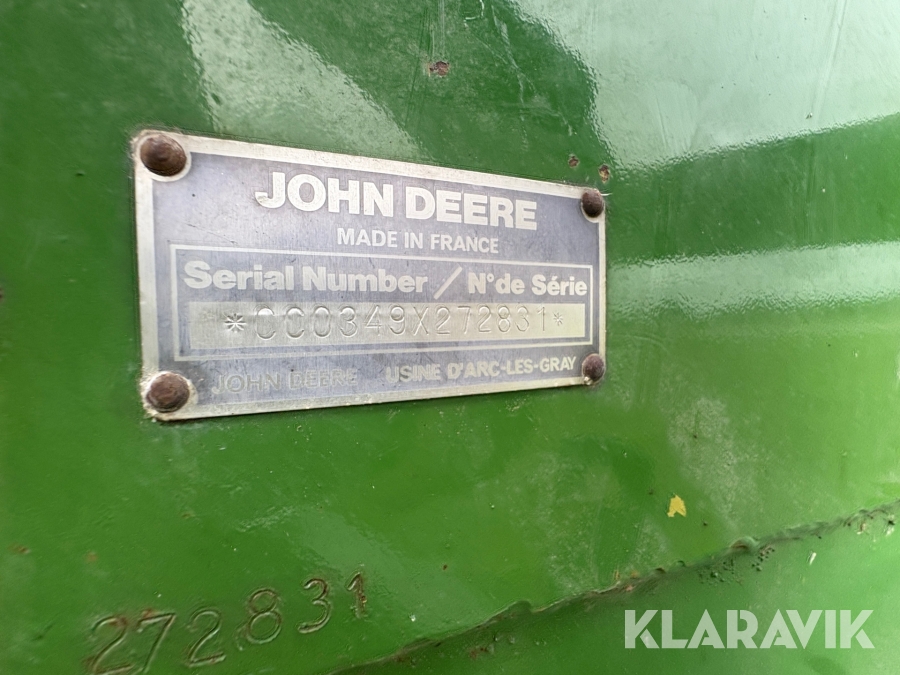 JOHN DEERE
MADE IN FRANCE
Serial Number / N° de Série
*CC0349X272831*
JOHN DEERE USINE D'ARC-LES-GRAY
272831
KLARAVIK